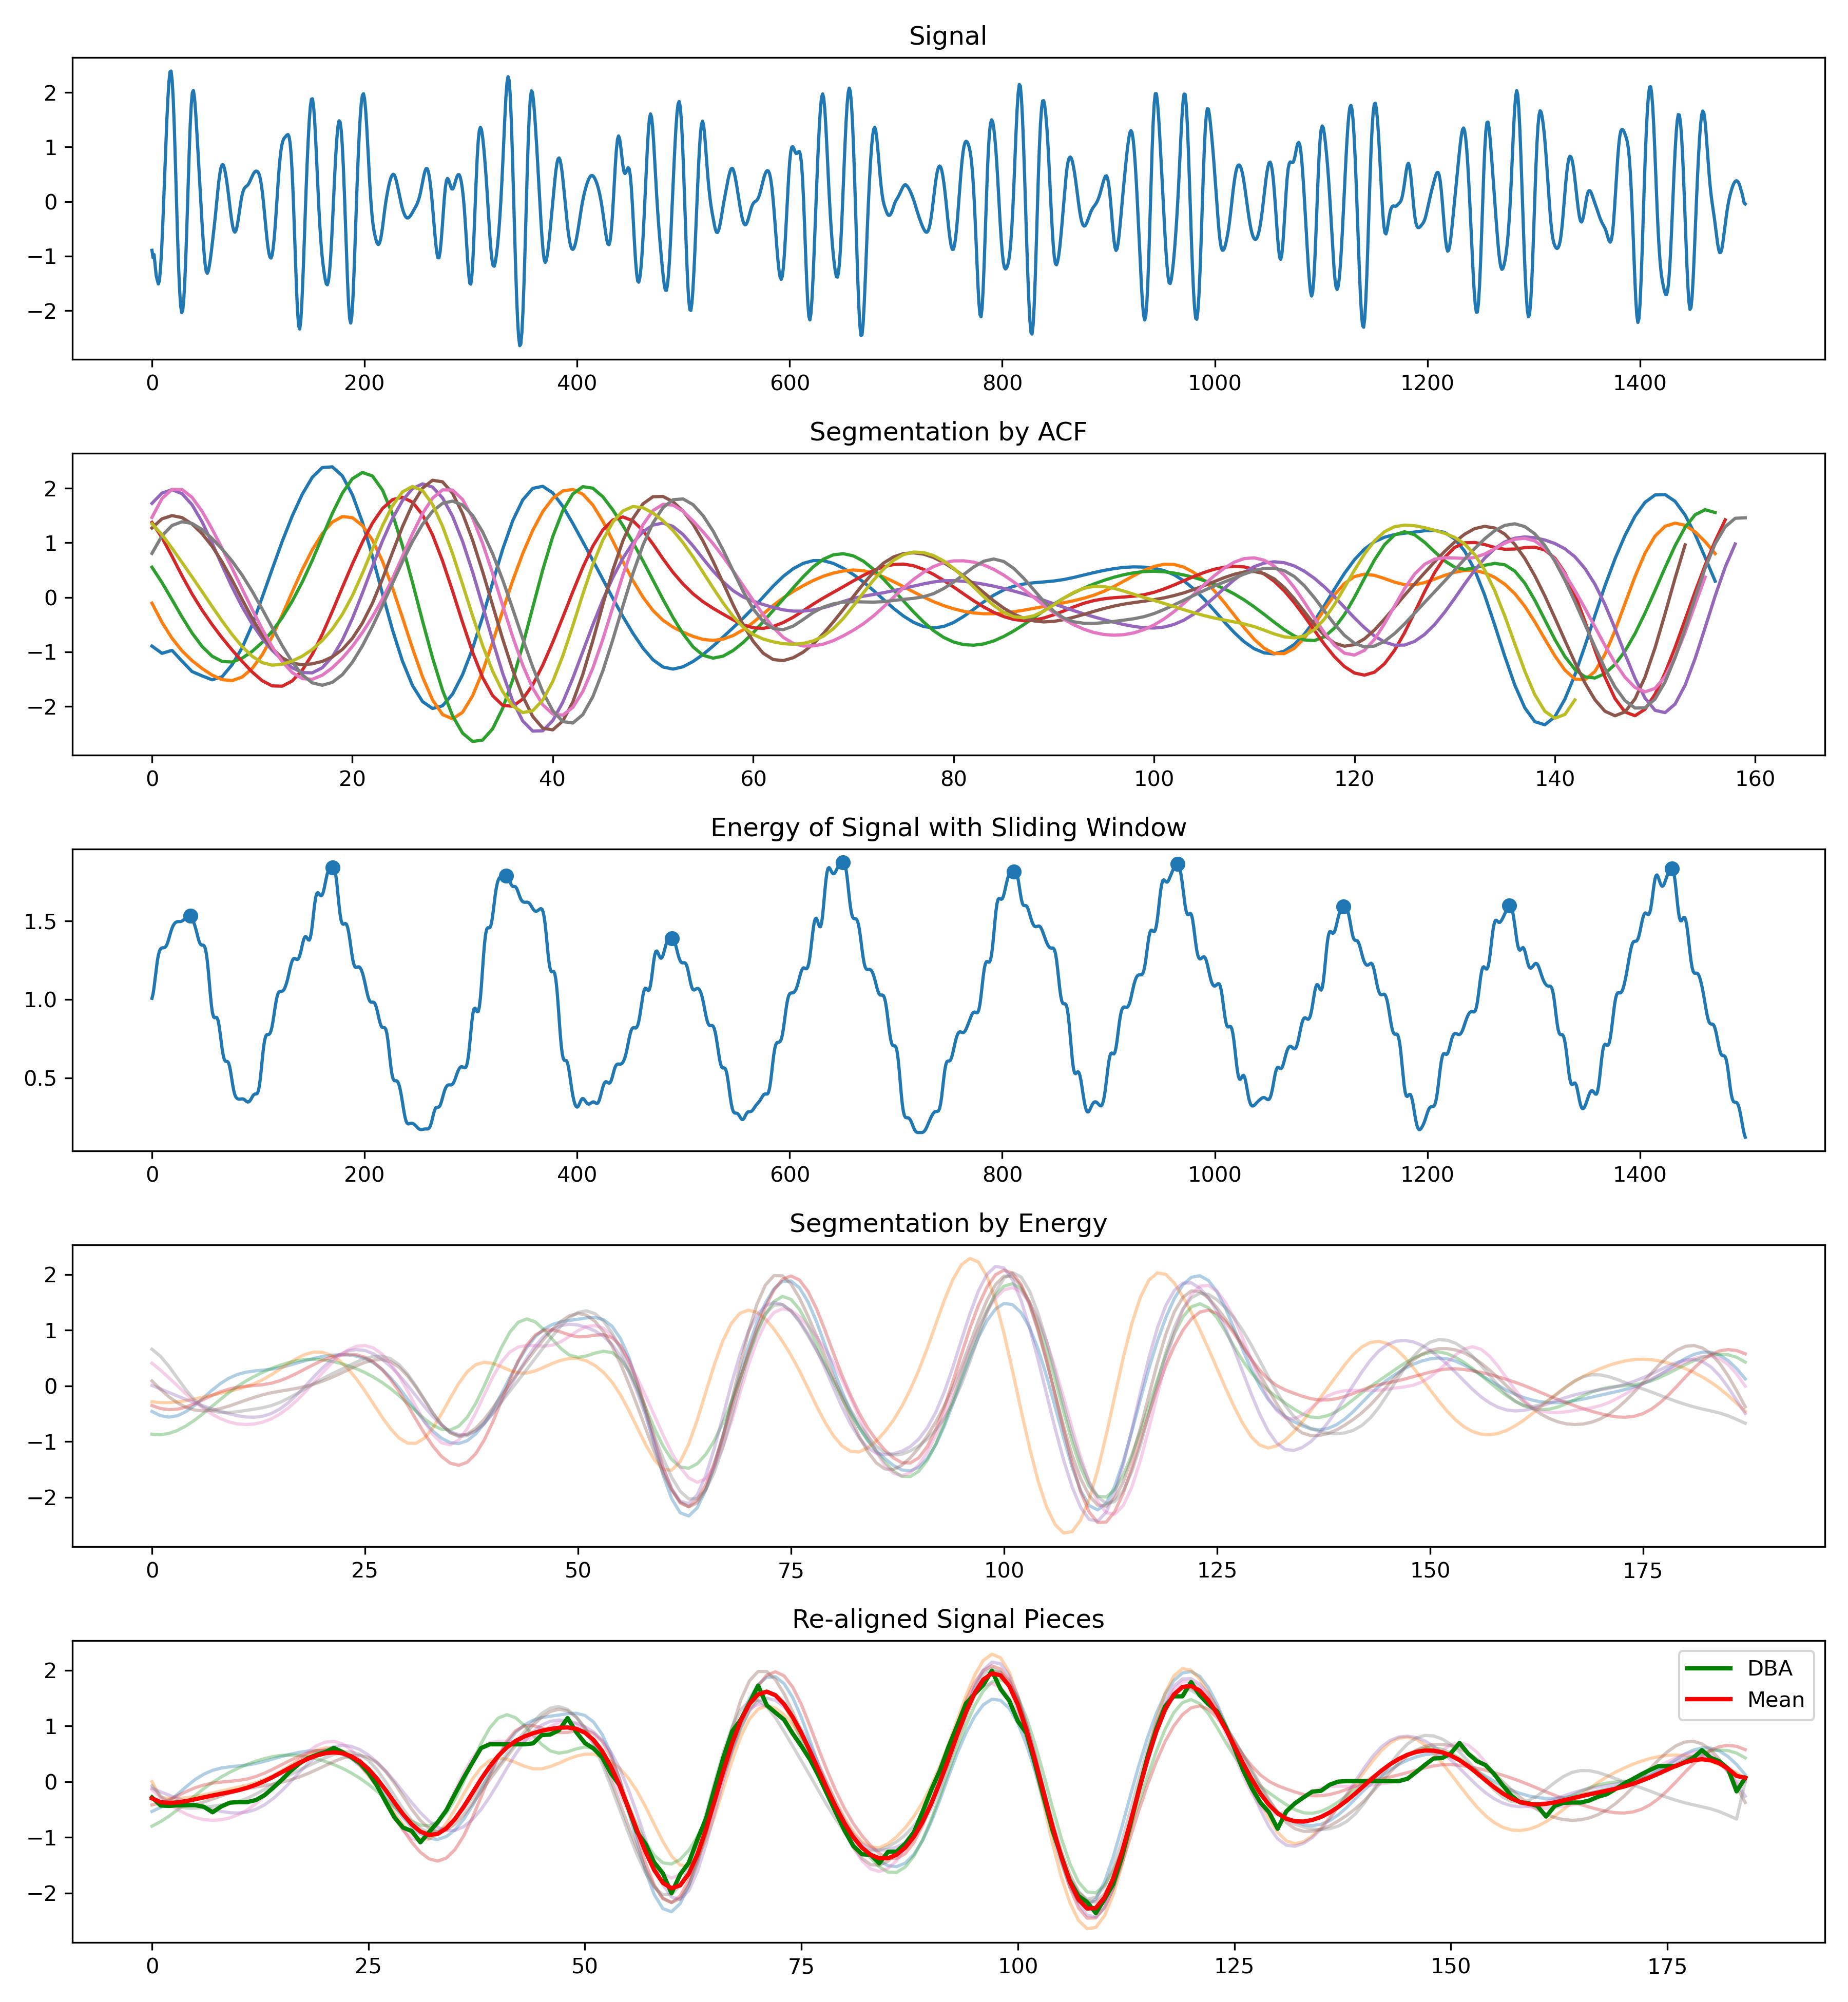 Signal
2
1
0
−1
−2
0 200 400 600 800 1000 1200 1400
Segmentation by ACF
2
1
0
−1
−2
0 20 40 60 80 100 120 140 160
Energy of Signal with Sliding Window
1.5
1.0
0.5
0 200 400 600 800 1000 1200 1400
Segmentation by Energy
2
1
0
−1
−2
0 25 50 75 100 125 150 175
Re-aligned Signal Pieces
DBA
Mean
2
1
0
−1
−2
0 25 50 75 100 125 150 175